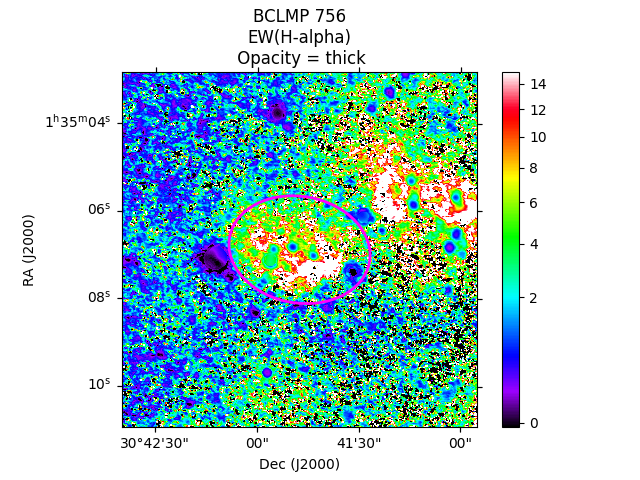 BCLMP 756
EW(H-alpha)
Opacity = thick
1ʰ35ᵐ04ˢ
06ˢ
08ˢ
10ˢ
RA (J2000)
30°42'30"
00"
41'30"
00"
Dec (J2000)
14
12
10
8
6
4
2
0